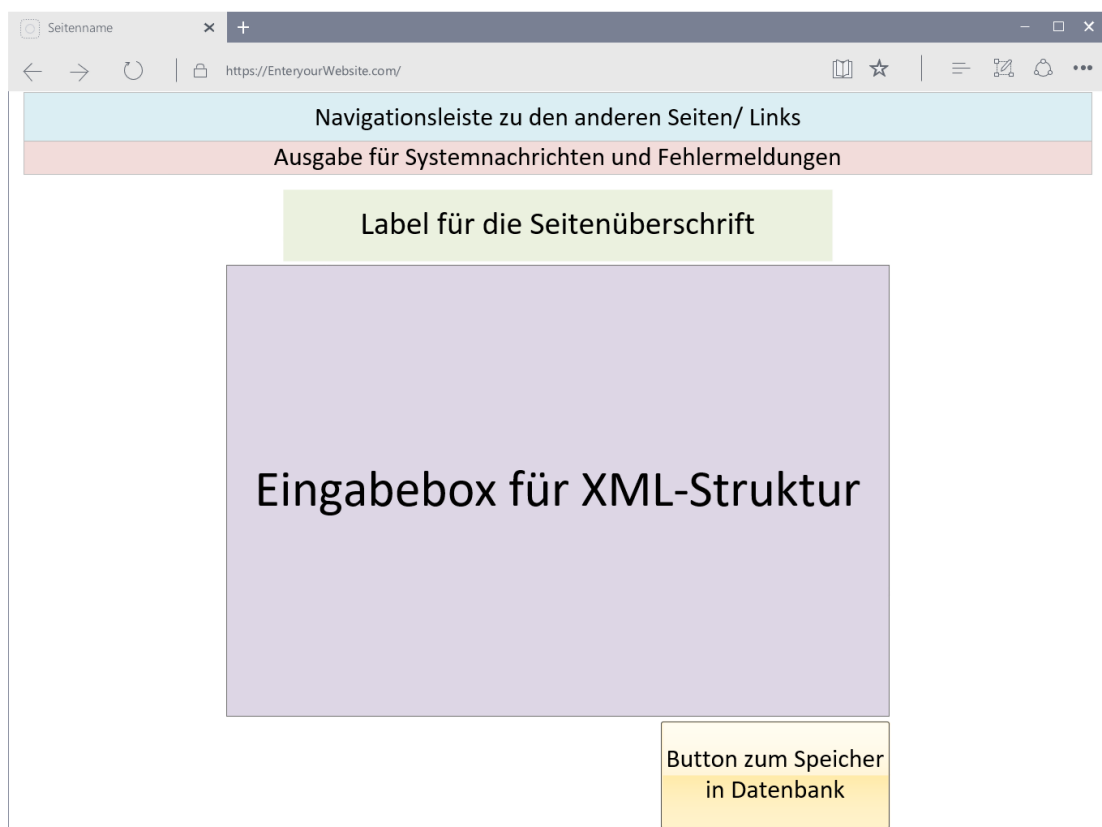 Seitenname
https://EnteryourWebsite.com/
Navigationsleiste zu den anderen Seiten/ Links
Ausgabe für Systemnachrichten und Fehlermeldungen
Label für die Seitenüberschrift
Eingabebox für XML-Struktur
Button zum Speicher
in Datenbank